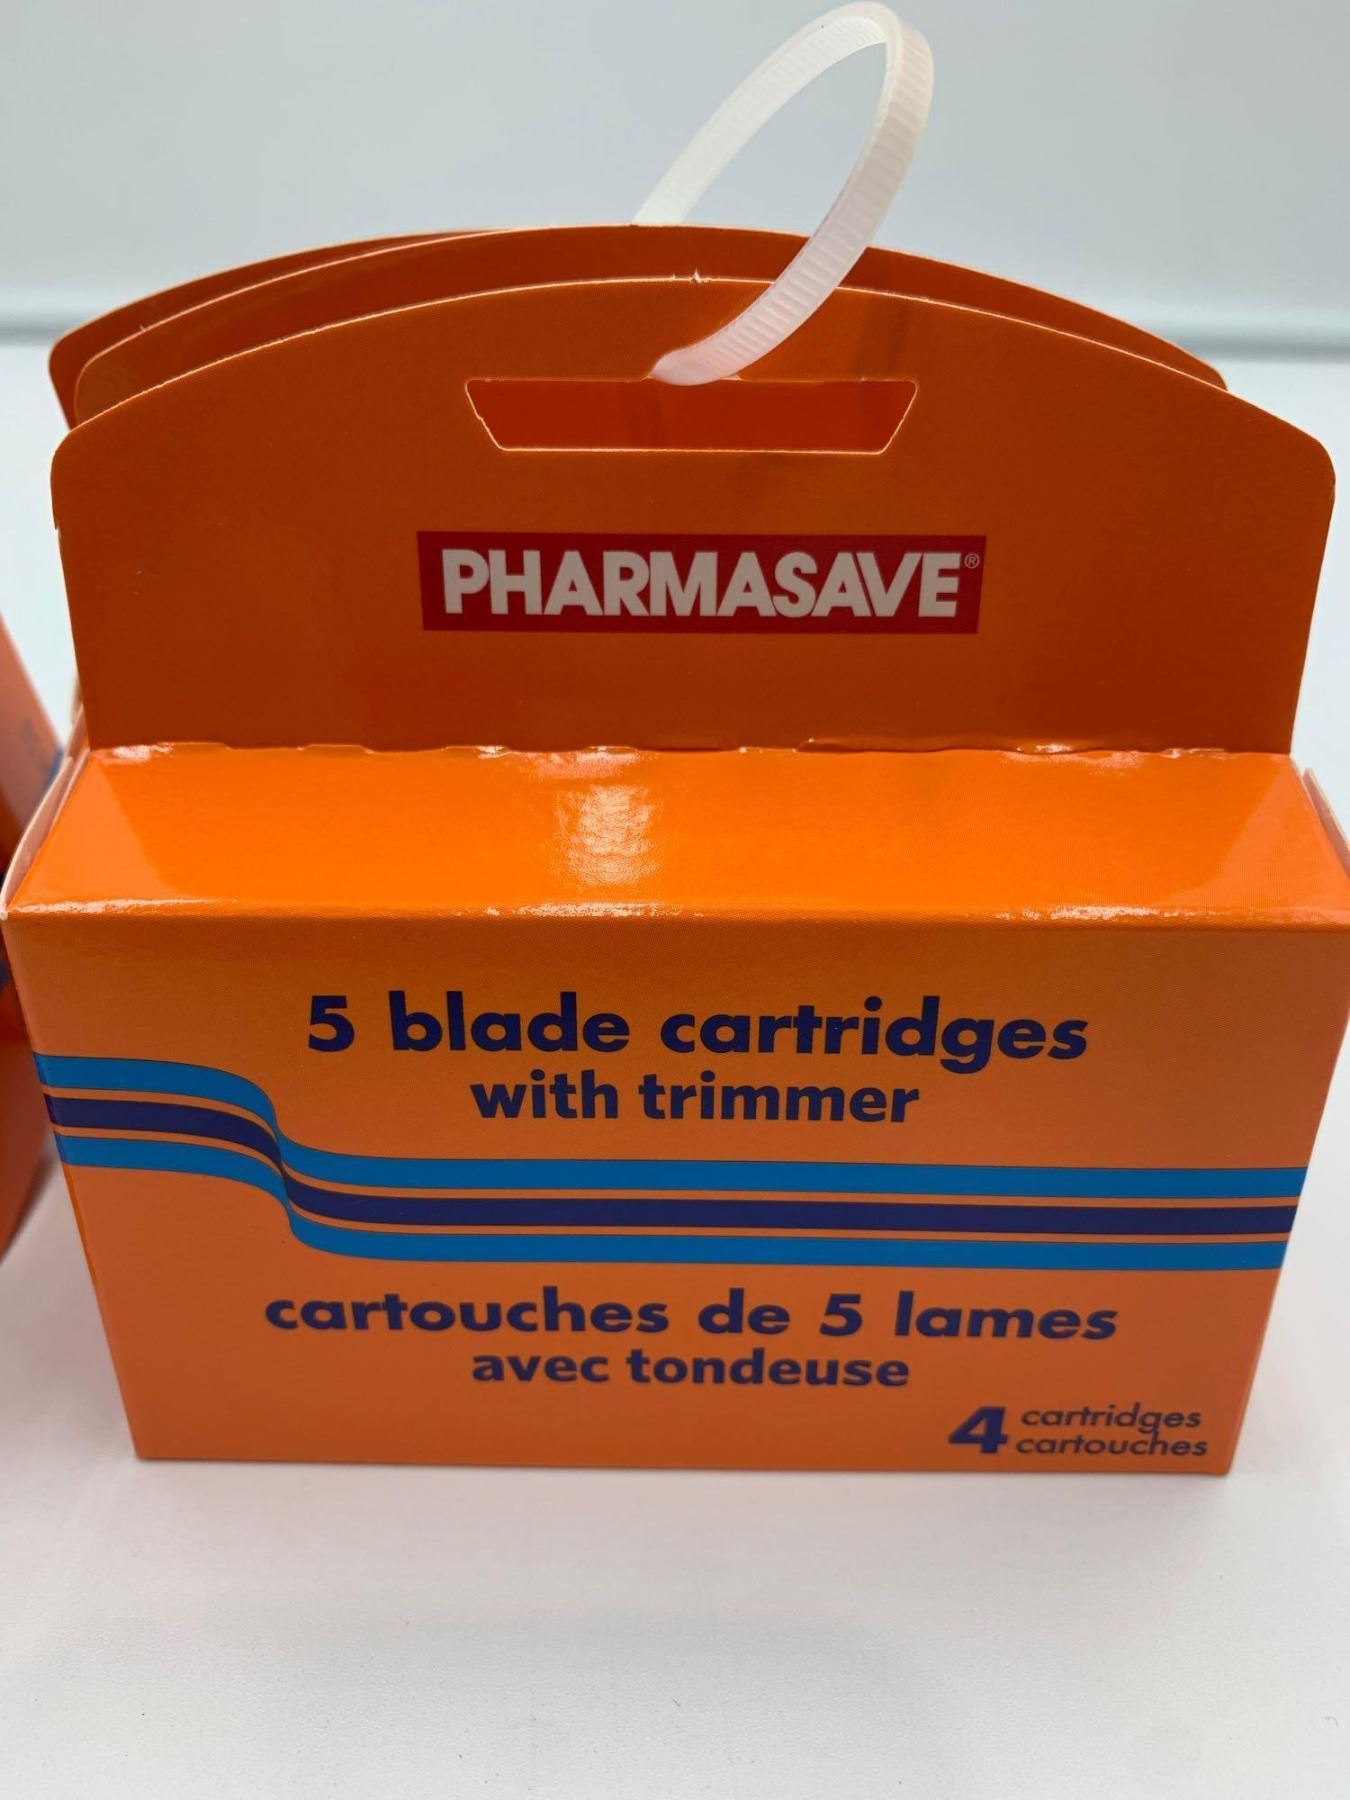 PHARMASAVE®
5 blade cartridges
with trimmer
cartouches de 5 lames
avec tondeuse
4 cartridges
cartouches